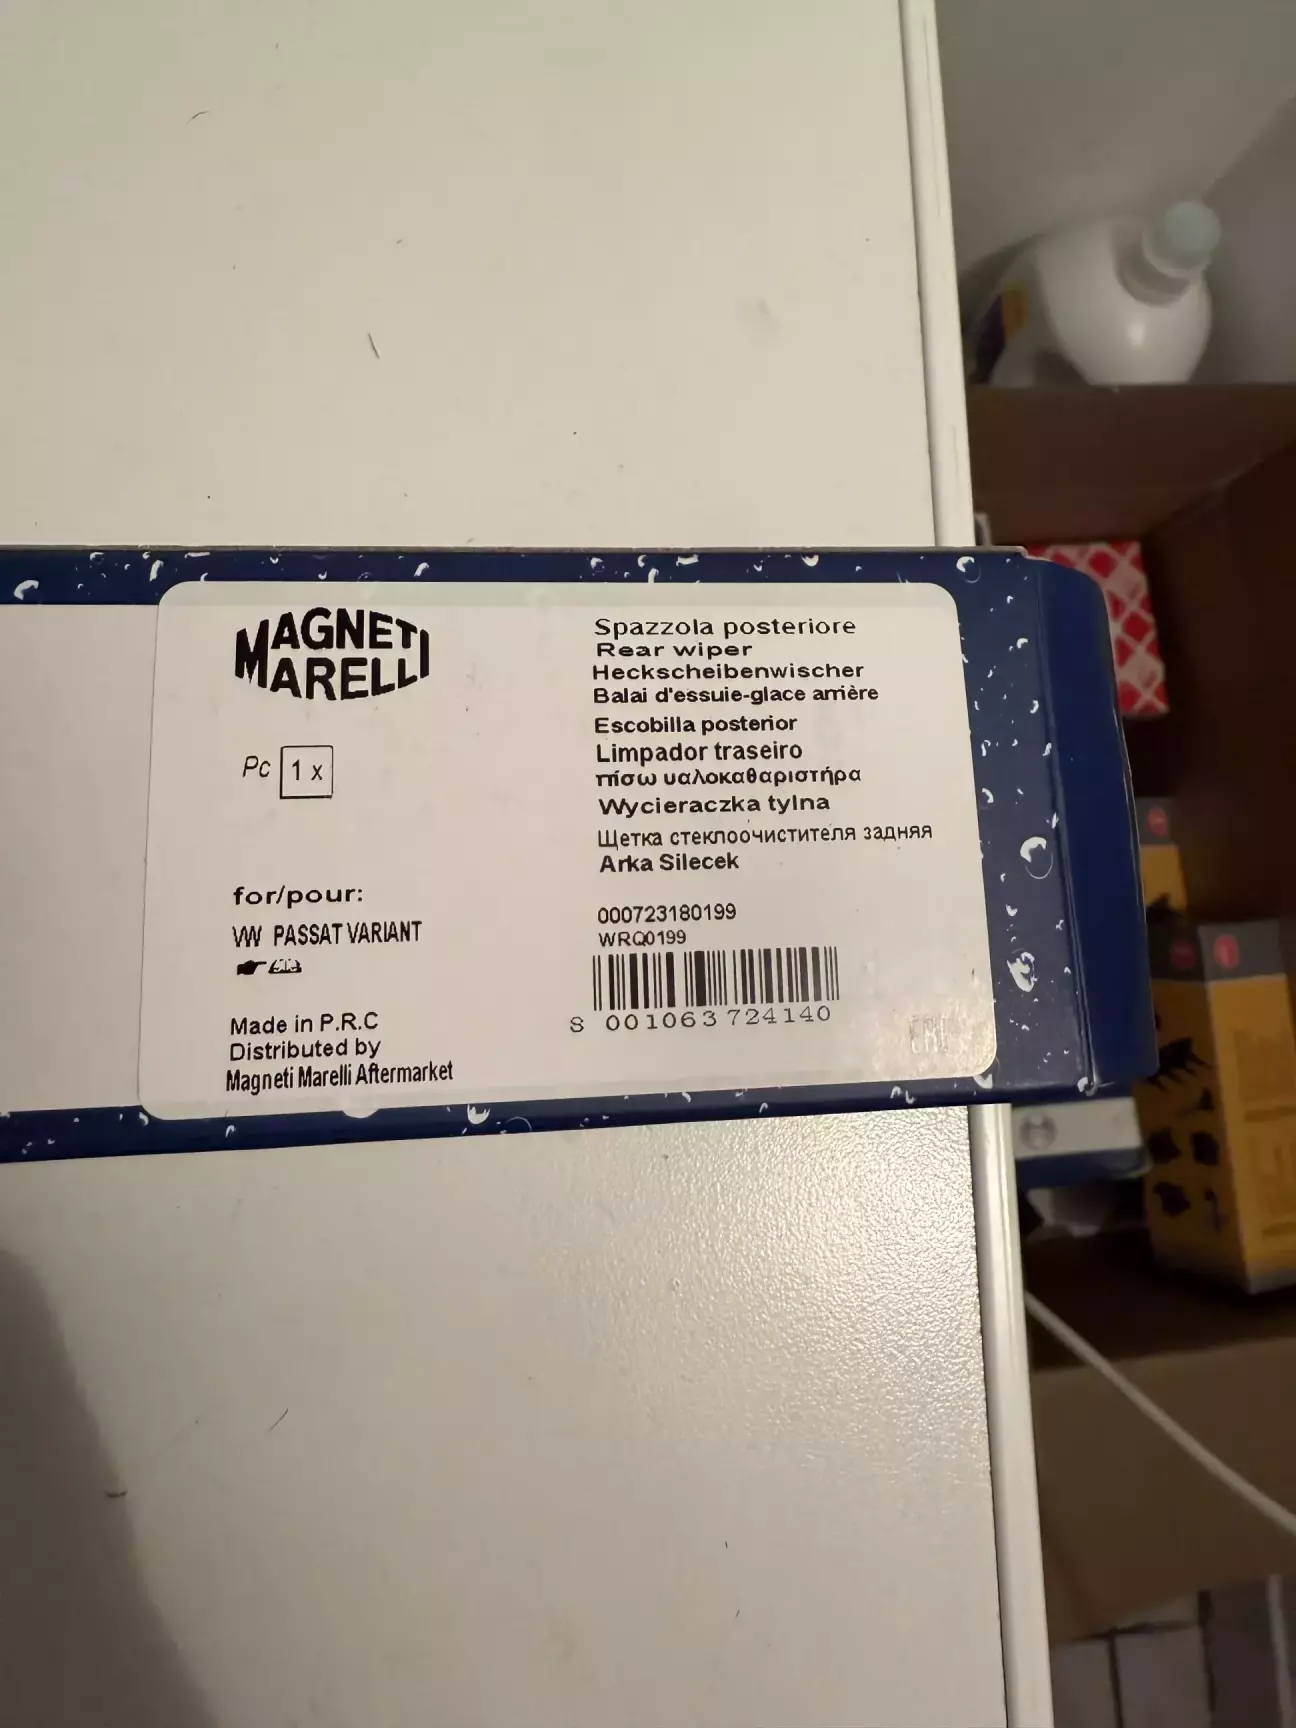 MAGNETI
MARELLI
Pc 1 x
for/pour:
VW PASSAT VARIANT
Made in P.R.C
Distributed by
Magneti Marelli Aftermarket
Spazzola posteriore
Rear wiper
Heckscheibenwischer
Balai d'essuie-glace arrière
Escobilla posterior
Limpador traseiro
πίσω υαλοκαθαριστήρα
Wycieraczka tylna
Щетка стеклоочистителя задняя
Arka Silecek
000723180199
WRQ0199
8 001063 724140
EAC